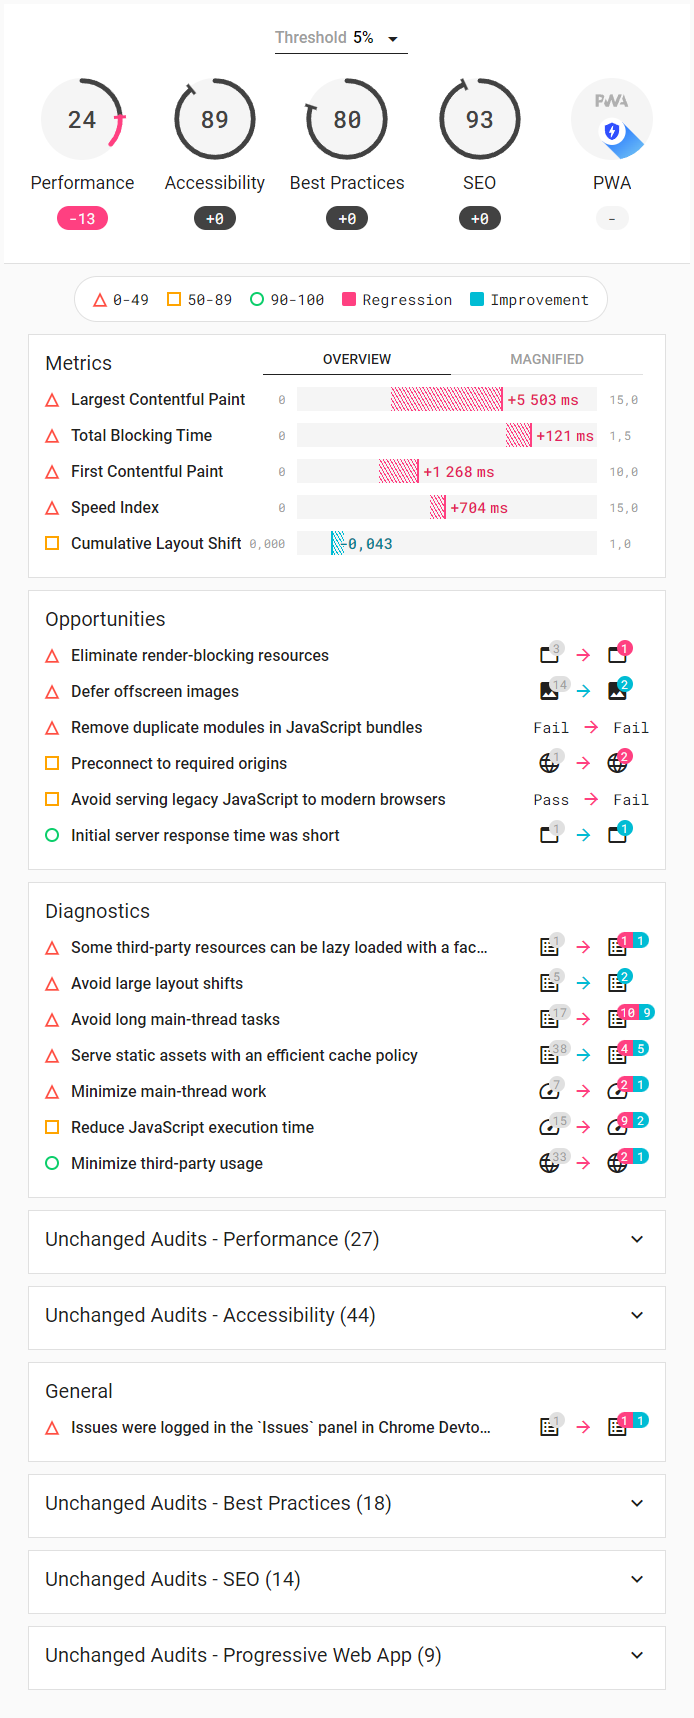 Threshold 5%
24 89 80 93 PWA
Performance Accessibility Best Practices SEO PWA
-13 +0 +0 +0 -
0-49 50-89 90-100 Regression Improvement
Metrics OVERVIEW MAGNIFIED
Largest Contentful Paint 0 +5 503 ms 15,0
Total Blocking Time 0 +121 ms 1,5
First Contentful Paint 0 +1 268 ms 10,0
Speed Index 0 +704 ms 15,0
Cumulative Layout Shift 0,000 -0,043 1,0
Opportunities
Eliminate render-blocking resources 3 → 1
Defer offscreen images 14 → 2
Remove duplicate modules in JavaScript bundles Fail → Fail
Preconnect to required origins 1 → 2
Avoid serving legacy JavaScript to modern browsers Pass → Fail
Initial server response time was short 1 → 1
Diagnostics
Some third-party resources can be lazy loaded with a fac... 1 → 1 1
Avoid large layout shifts 5 → 2
Avoid long main-thread tasks 17 → 10 9
Serve static assets with an efficient cache policy 38 → 4 5
Minimize main-thread work 7 → 2 1
Reduce JavaScript execution time 15 → 9 2
Minimize third-party usage 33 → 2 1
Unchanged Audits - Performance (27)
Unchanged Audits - Accessibility (44)
General
Issues were logged in the `Issues` panel in Chrome Devto... 1 → 1 1
Unchanged Audits - Best Practices (18)
Unchanged Audits - SEO (14)
Unchanged Audits - Progressive Web App (9)